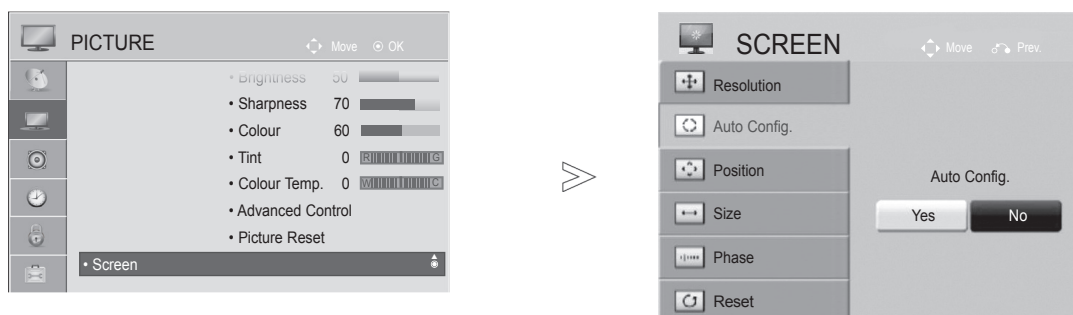 PICTURE
Move OK
• Brightness 50
• Sharpness 70
• Colour 60
• Tint 0 R G
• Colour Temp. 0 W C
• Advanced Control
• Picture Reset
• Screen
SCREEN
Move Prev.
Resolution
Auto Config.
Position
Size
Phase
Reset
Auto Config.
Yes No